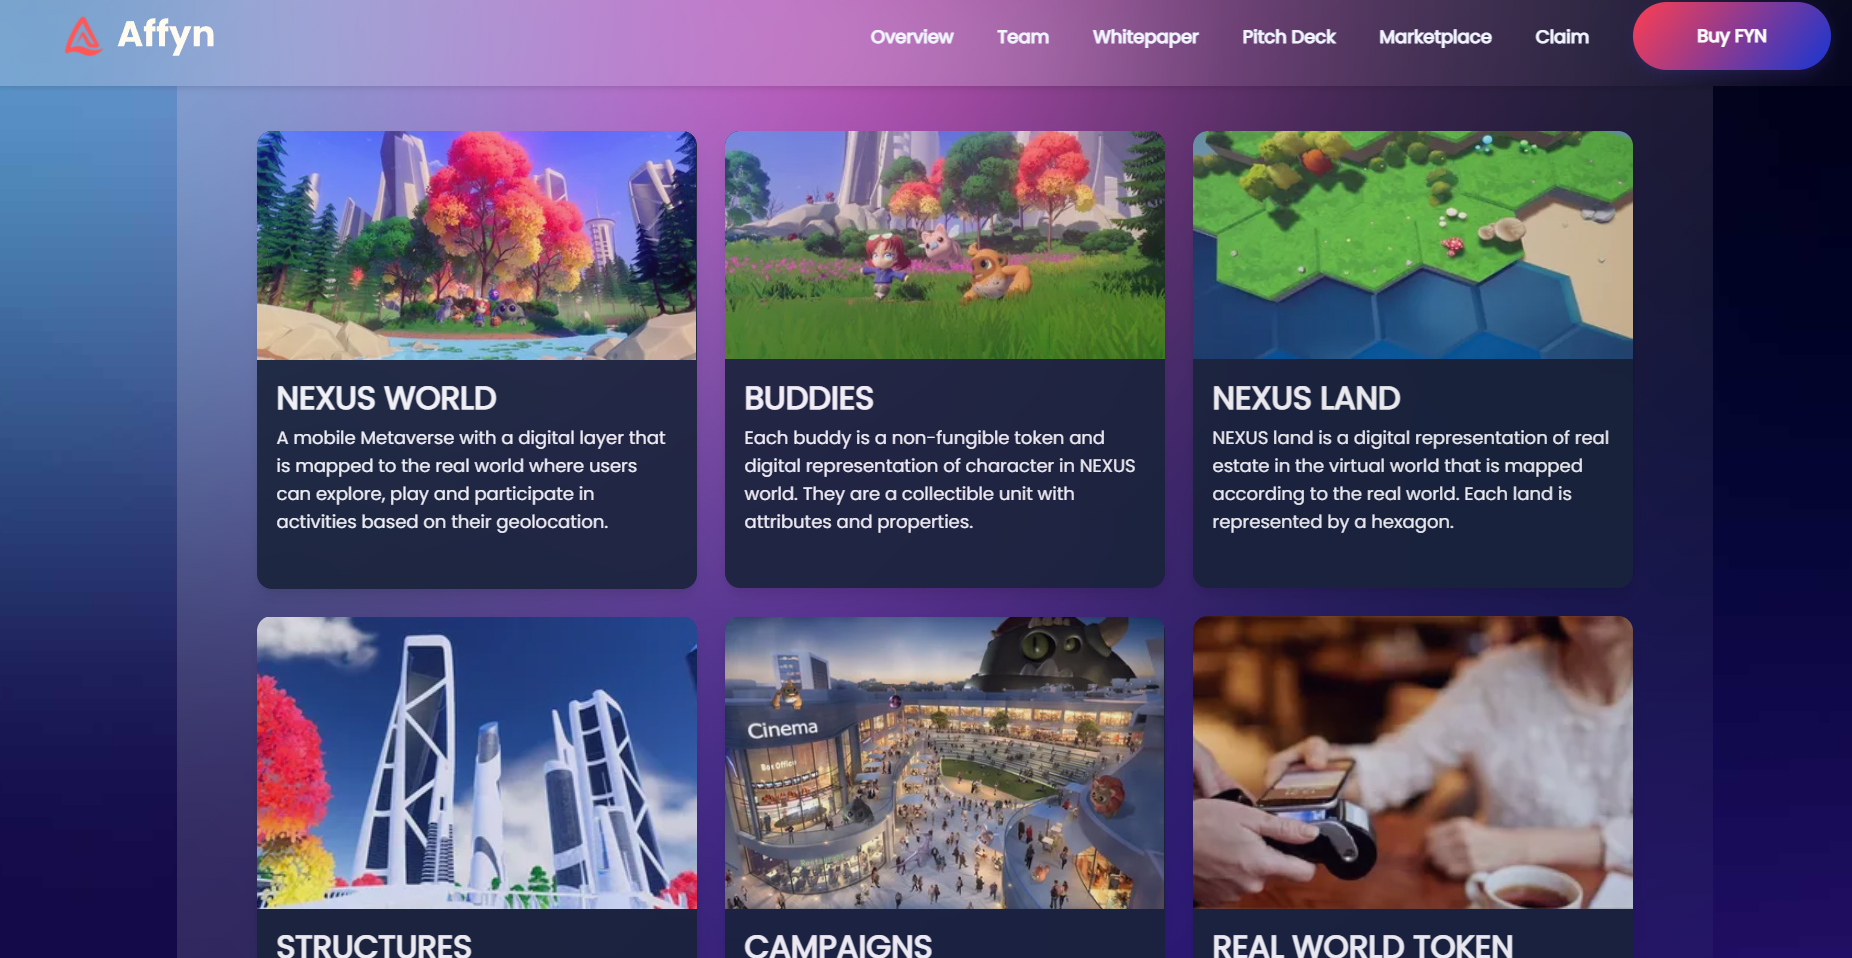 Affyn
Overview
Team
Whitepaper
Pitch Deck
Marketplace
Claim
Buy FYN
NEXUS WORLD
A mobile Metaverse with a digital layer that
is mapped to the real world where users
can explore, play and participate in
activities based on their geolocation.
BUDDIES
Each buddy is a non-fungible token and
digital representation of character in NEXUS
world. They are a collectible unit with
attributes and properties.
NEXUS LAND
NEXUS land is a digital representation of real
estate in the virtual world that is mapped
according to the real world. Each land is
represented by a hexagon.
Cinema
Box Office
STRUCTURES
CAMPAIGNS
REAL WORLD TOKEN